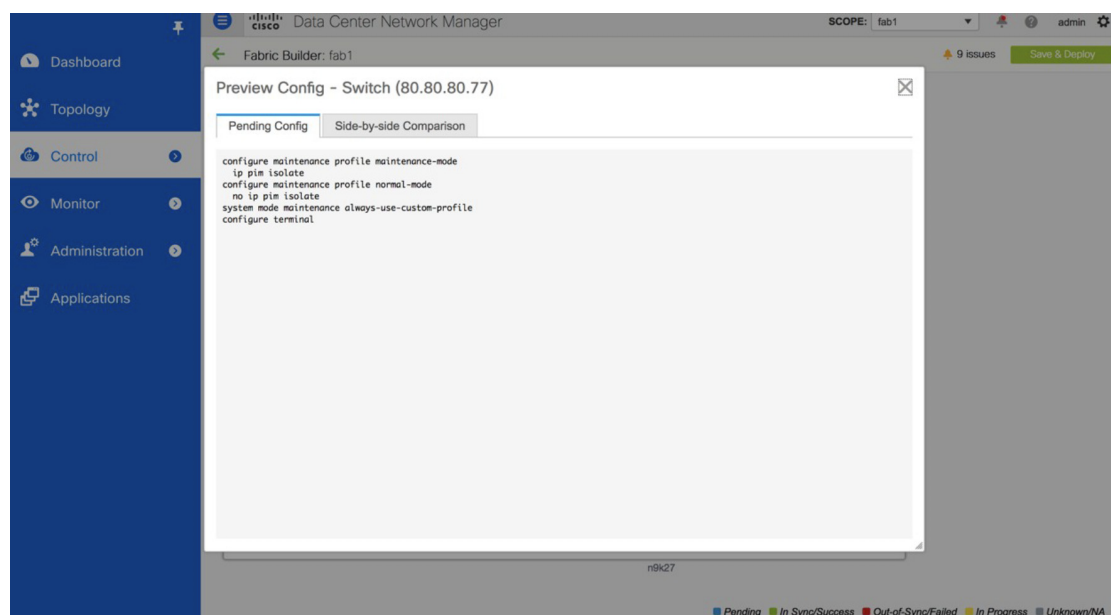 cisco Data Center Network Manager
SCOPE: fab1
admin
Fabric Builder: fab1
9 issues
Save & Deploy
Dashboard
Topology
Control
Monitor
Administration
Applications
Preview Config - Switch (80.80.80.77)
Pending Config
Side-by-side Comparison
configure maintenance profile maintenance-mode
ip pim isolate
configure maintenance profile normal-mode
no ip pim isolate
system mode maintenance always-use-custom-profile
configure terminal
n9k27
Pending In Sync/Success Out-of-Sync/Failed In Progress Unknown/NA